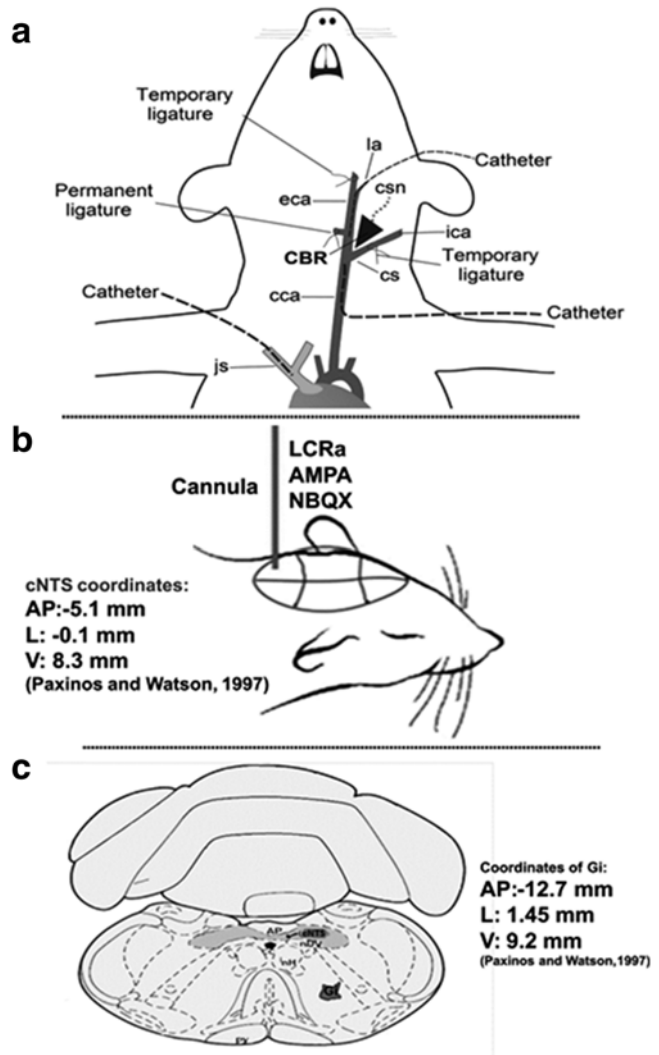 a
Temporary
ligature
la
Catheter
eca
csn
Permanent
ligature
ica
CBR
Temporary
ligature
cs
Catheter
cca
Catheter
js
b
LCRa
AMPA
NBQX
Cannula
cNTS coordinates:
AP:-5.1 mm
L: -0.1 mm
V: 8.3 mm
(Paxinos and Watson, 1997)
c
Coordinates of Gi:
AP:-12.7 mm
L: 1.45 mm
V: 9.2 mm
(Paxinos and Watson,1997)
AP
cNTS
nDV
nH
Gi
PY